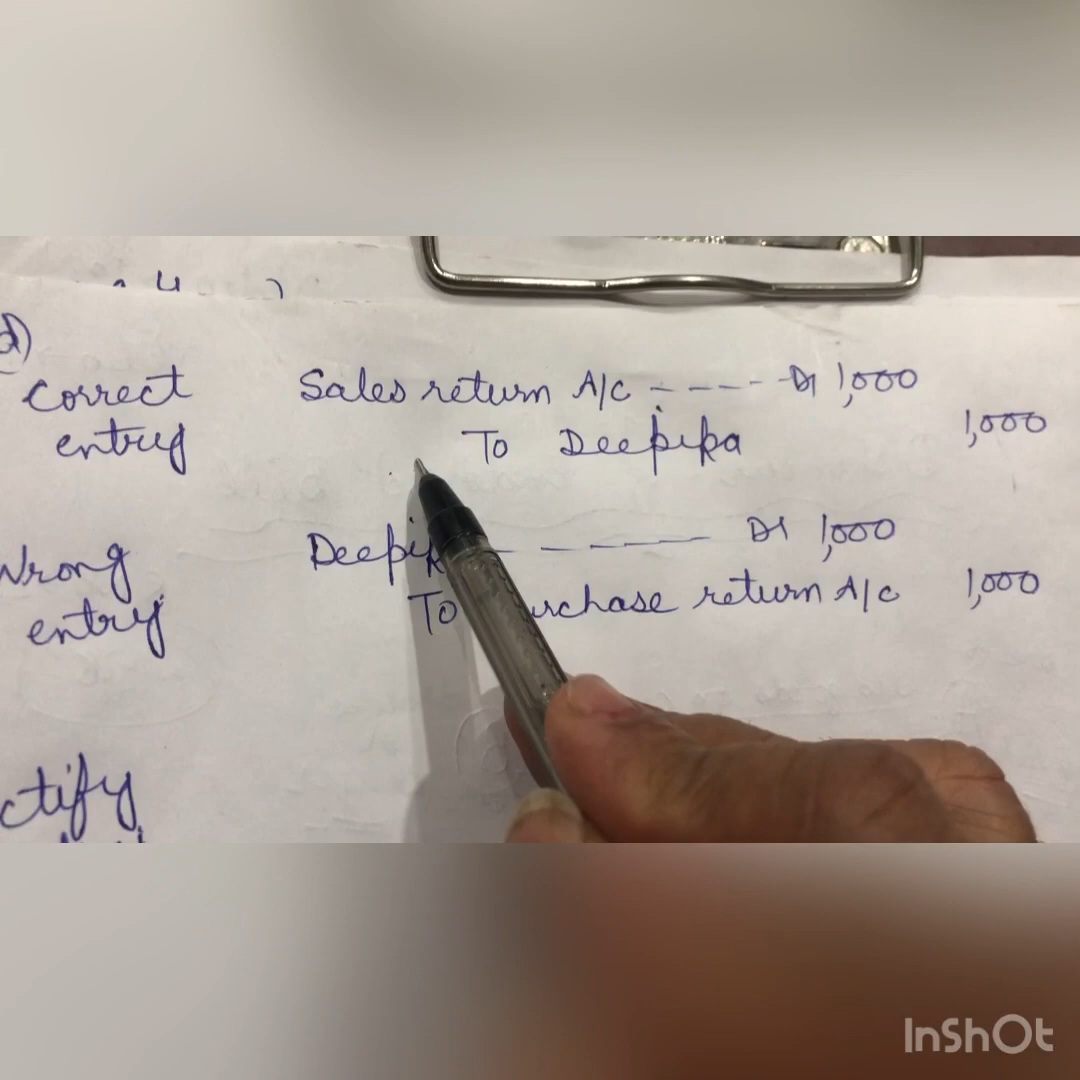 d)
Correct Sales return A/c ---- Dr 1,000
entry To Deepika 1,000
Wrong Deepi Dr 1,000
entry To urchase return A/c 1,000
ctify
InShOt